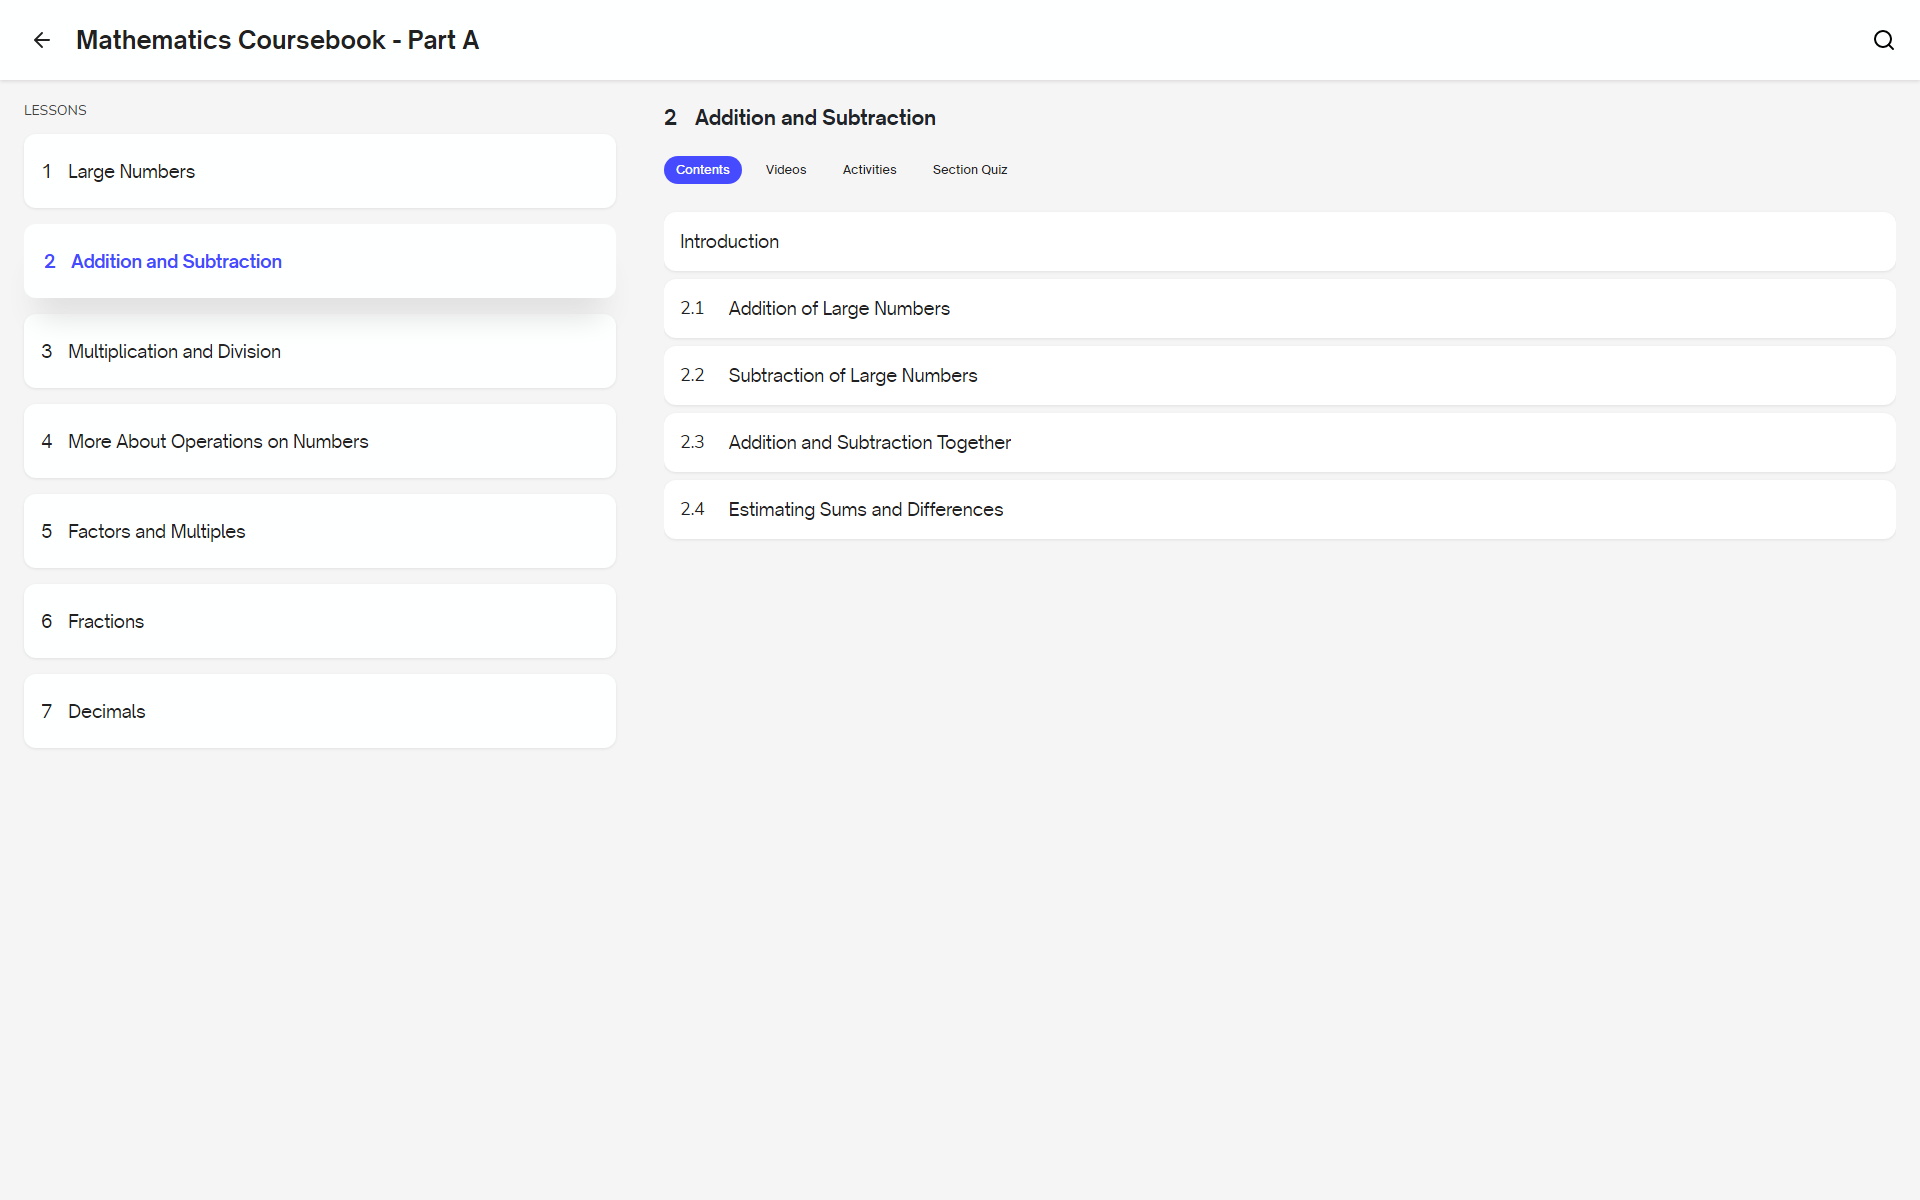 Mathematics Coursebook - Part A
LESSONS
1 Large Numbers
2 Addition and Subtraction
3 Multiplication and Division
4 More About Operations on Numbers
5 Factors and Multiples
6 Fractions
7 Decimals
2 Addition and Subtraction
Contents Videos Activities Section Quiz
Introduction
2.1 Addition of Large Numbers
2.2 Subtraction of Large Numbers
2.3 Addition and Subtraction Together
2.4 Estimating Sums and Differences